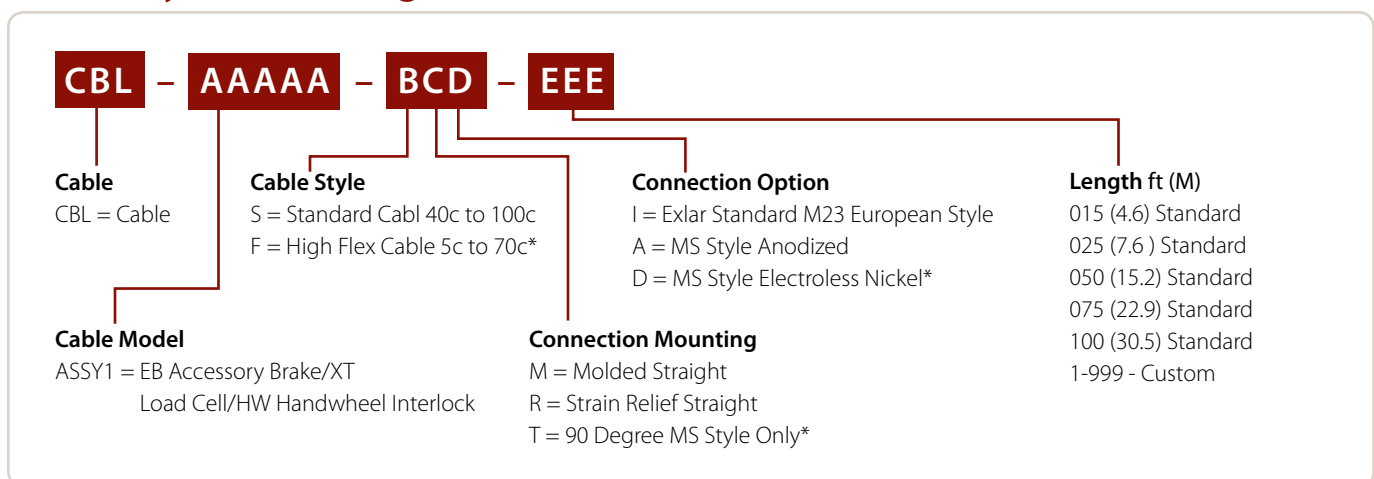 CBL – AAAAA – BCD – EEE
Cable
CBL = Cable
Cable Style
S = Standard Cabl 40c to 100c
F = High Flex Cable 5c to 70c*
Connection Option
I = Exlar Standard M23 European Style
A = MS Style Anodized
D = MS Style Electroless Nickel*
Length ft (M)
015 (4.6) Standard
025 (7.6 ) Standard
050 (15.2) Standard
075 (22.9) Standard
100 (30.5) Standard
1-999 - Custom
Cable Model
ASSY1 = EB Accessory Brake/XT
Load Cell/HW Handwheel Interlock
Connection Mounting
M = Molded Straight
R = Strain Relief Straight
T = 90 Degree MS Style Only*